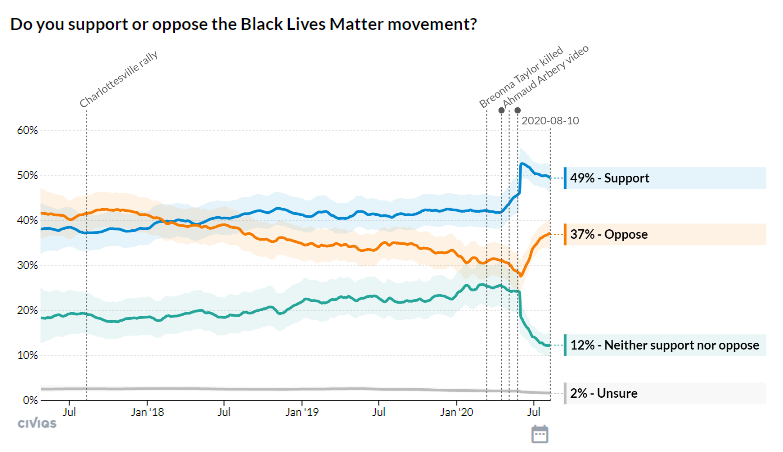 Do you support or oppose the Black Lives Matter movement?
Charlottesville rally
Breonna Taylor killed
Ahmaud Arbery video
2020-08-10
60%
50%
40%
30%
20%
10%
0%
49% - Support
37% - Oppose
12% - Neither support nor oppose
2% - Unsure
Jul Jan '18 Jul Jan '19 Jul Jan '20 Jul
CIVIQS